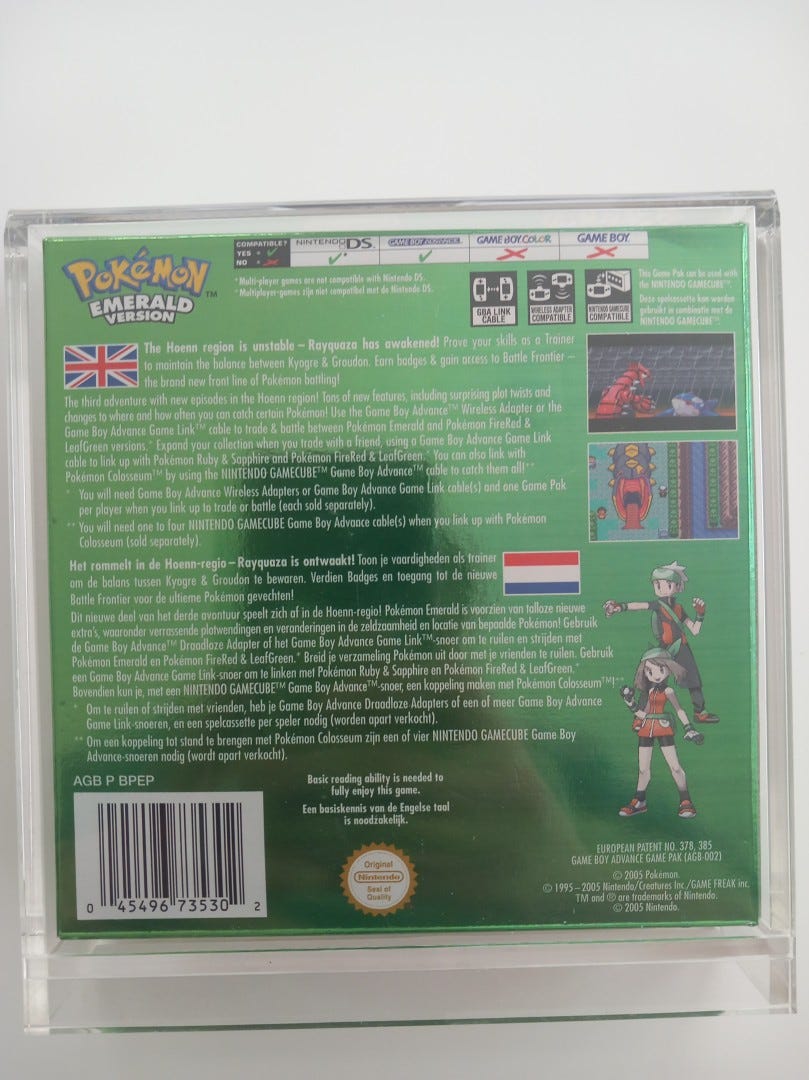 COMPATIBLE?
YES = ✓
NO = ✗
NINTENDO DS™
GAME BOY ADVANCE
GAME BOY COLOR
GAME BOY
POKéMON™
EMERALD
VERSION
*Multi-player games are not compatible with Nintendo DS.
*Multiplayer-games zijn niet compatibel met de Nintendo DS.
GBA LINK
CABLE
WIRELESS ADAPTER
COMPATIBLE
NINTENDO GAMECUBE
COMPATIBLE
This Game Pak can be used with
the NINTENDO GAMECUBE™.
Deze spelcassette kan worden
gebruikt in combinatie met de
NINTENDO GAMECUBE™.
The Hoenn region is unstable – Rayquaza has awakened! Prove your skills as a Trainer
to maintain the balance between Kyogre & Groudon. Earn badges & gain access to Battle Frontier –
the brand new front line of Pokémon battling!
The third adventure with new episodes in the Hoenn region! Tons of new features, including surprising plot twists and
changes to where and how often you can catch certain Pokémon! Use the Game Boy Advance™ Wireless Adapter or the
Game Boy Advance Game Link™ cable to trade & battle between Pokémon Emerald and Pokémon FireRed &
LeafGreen versions.* Expand your collection when you trade with a friend, using a Game Boy Advance Game Link
cable to link up with Pokémon Ruby & Sapphire and Pokémon FireRed & LeafGreen.* You can also link with
Pokémon Colosseum™ by using the NINTENDO GAMECUBE™ Game Boy Advance™ cable to catch them all!**
* You will need Game Boy Advance Wireless Adapters or Game Boy Advance Game Link cable(s) and one Game Pak
per player when you link up to trade or battle (each sold separately).
** You will need one to four NINTENDO GAMECUBE Game Boy Advance cable(s) when you link up with Pokémon
Colosseum (sold separately).
Het rommelt in de Hoenn-regio – Rayquaza is ontwaakt! Toon je vaardigheden als trainer
om de balans tussen Kyogre & Groudon te bewaren. Verdien Badges en toegang tot de nieuwe
Battle Frontier voor de ultieme Pokémon gevechten!
Dit nieuwe deel van het derde avontuur speelt zich af in de Hoenn-regio! Pokémon Emerald is voorzien van talloze nieuwe
extra's, waaronder verrassende plotwendingen en veranderingen in de zeldzaamheid en locatie van bepaalde Pokémon! Gebruik
de Game Boy Advance™ Draadloze Adapter of het Game Boy Advance Game Link™-snoer om te ruilen en strijden met
Pokémon Emerald en Pokémon FireRed & LeafGreen.* Breid je verzameling Pokémon uit door met je vrienden te ruilen. Gebruik
een Game Boy Advance Game Link-snoer om te linken met Pokémon Ruby & Sapphire en Pokémon FireRed & LeafGreen.*
Bovendien kun je, met een NINTENDO GAMECUBE™ Game Boy Advance™-snoer, een koppeling maken met Pokémon Colosseum™!**
* Om te ruilen of strijden met vrienden, heb je Game Boy Advance Draadloze Adapters of een of meer Game Boy Advance
Game Link-snoeren, en een spelcassette per speler nodig (worden apart verkocht).
** Om een koppeling tot stand te brengen met Pokémon Colosseum zijn een of vier NINTENDO GAMECUBE Game Boy
Advance-snoeren nodig (wordt apart verkocht).
AGB P BPEP
Basic reading ability is needed to
fully enjoy this game.
Een basiskennis van de Engelse taal
is noodzakelijk.
0 45496 73530 2
Original
Nintendo
Seal of
Quality
EUROPEAN PATENT NO. 378, 385
GAME BOY ADVANCE GAME PAK (AGB-002)
© 2005 Pokémon.
© 1995–2005 Nintendo/Creatures Inc./GAME FREAK inc.
TM and ® are trademarks of Nintendo.
© 2005 Nintendo.